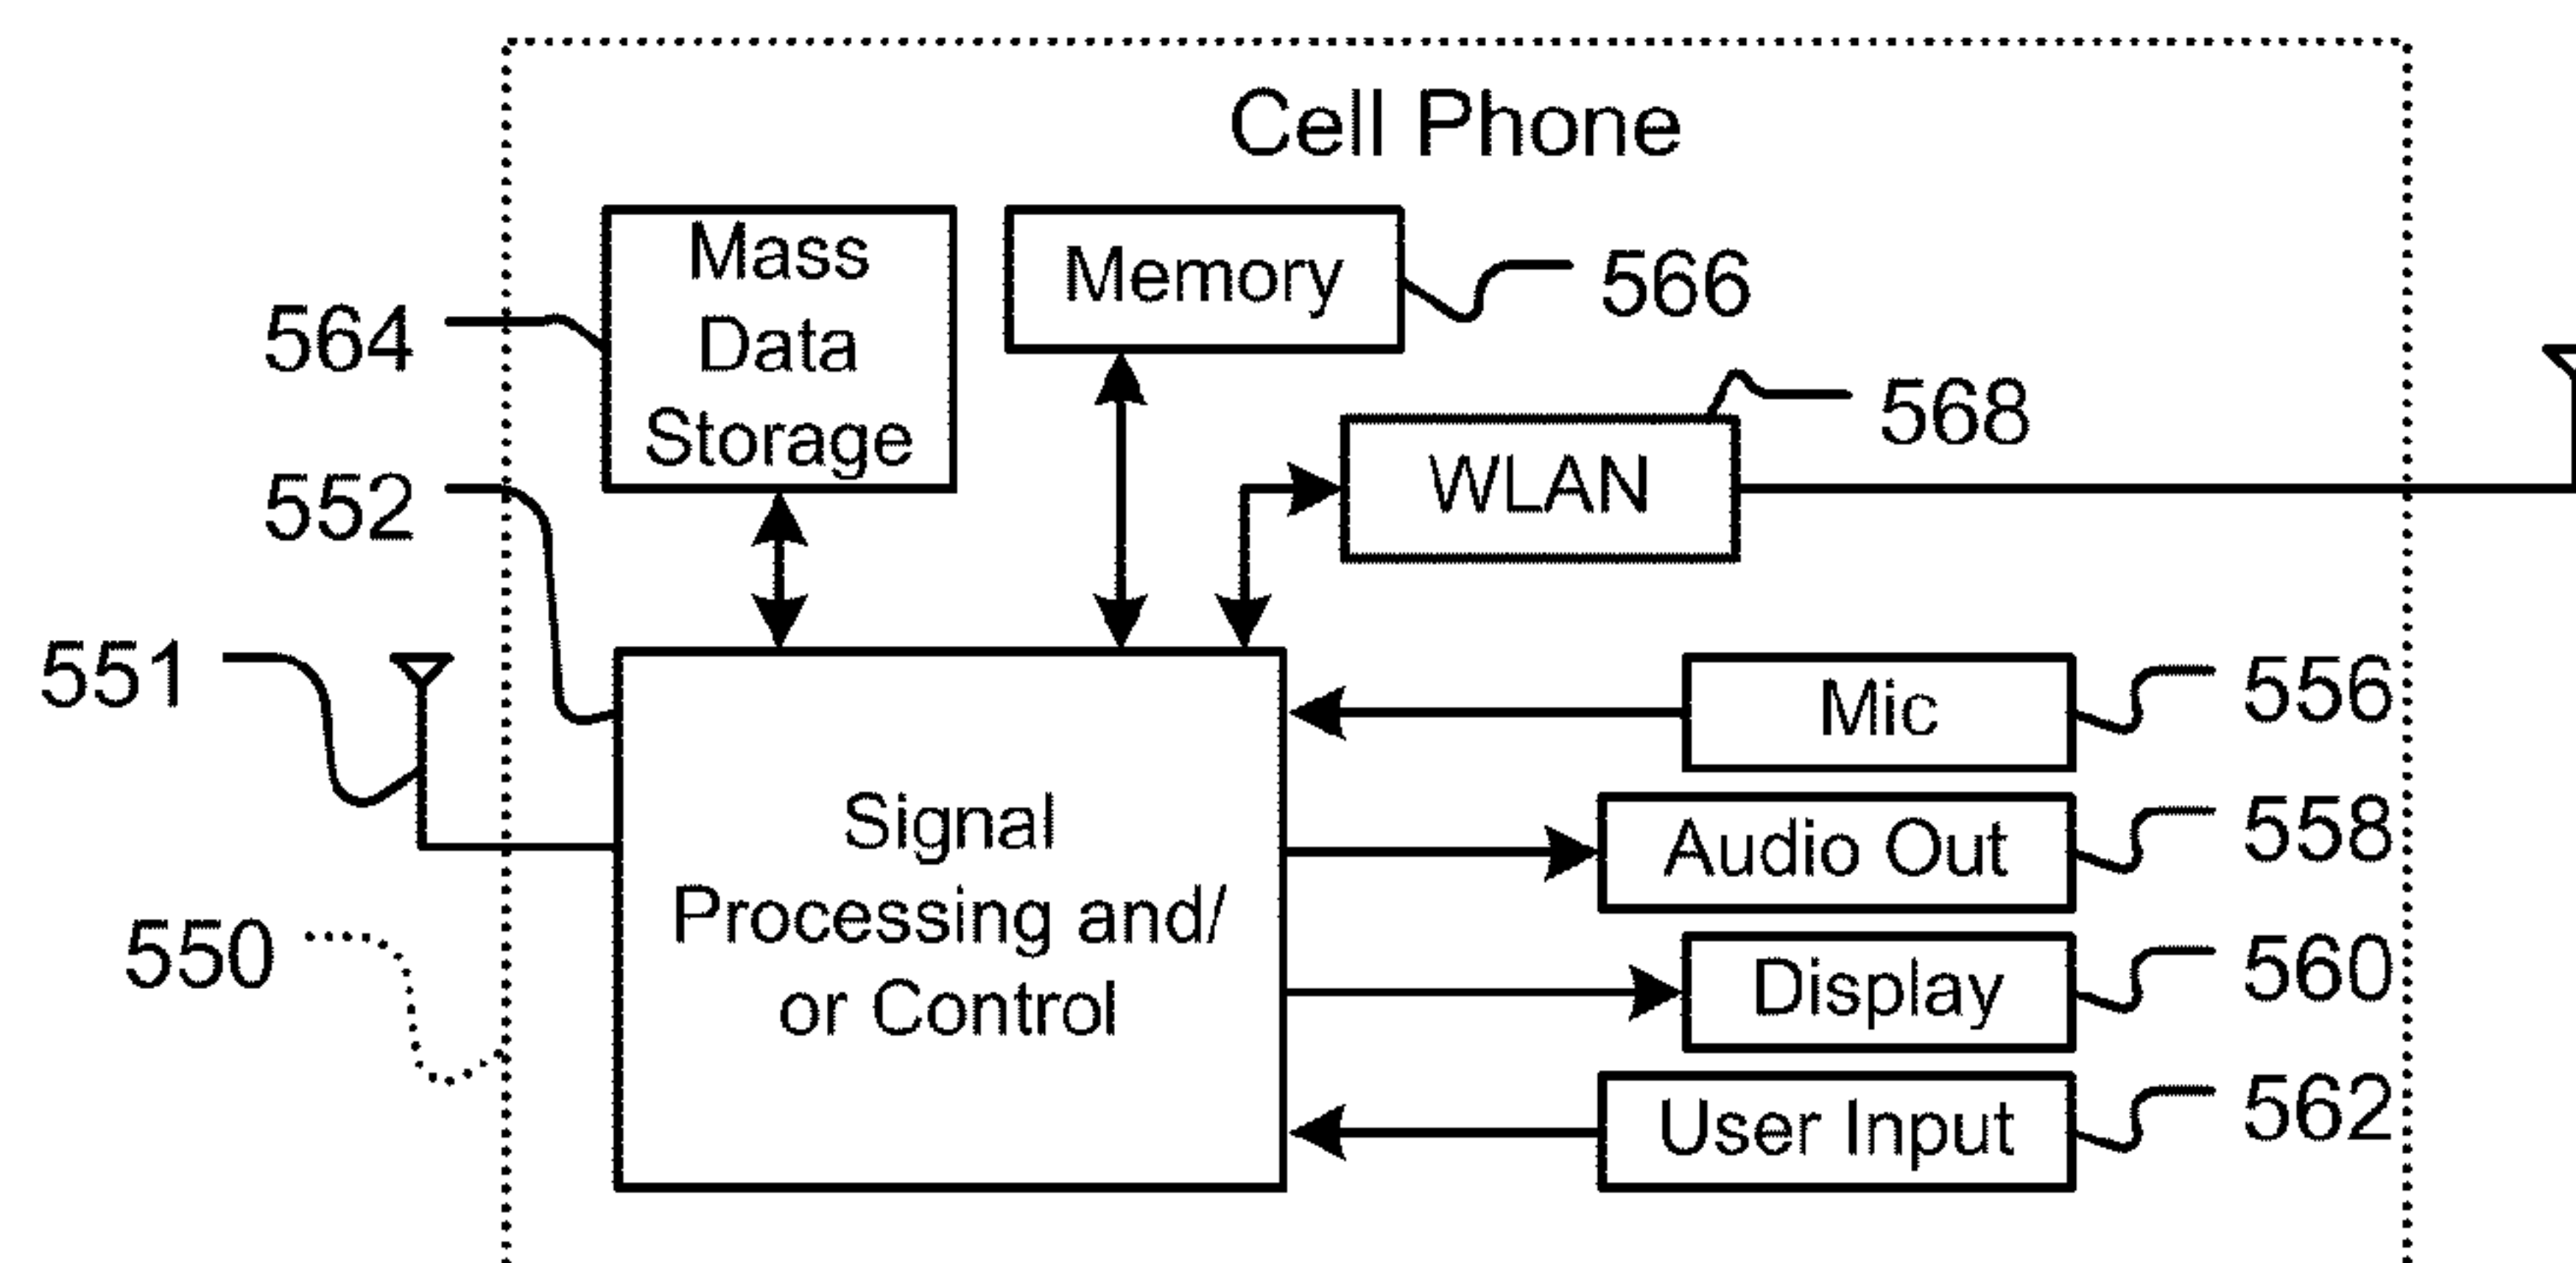 Cell Phone
Mass
Data
Storage
Memory
566
564
568
WLAN
552
551
Mic
556
Signal
Processing and/
or Control
Audio Out
558
550
Display
560
User Input
562